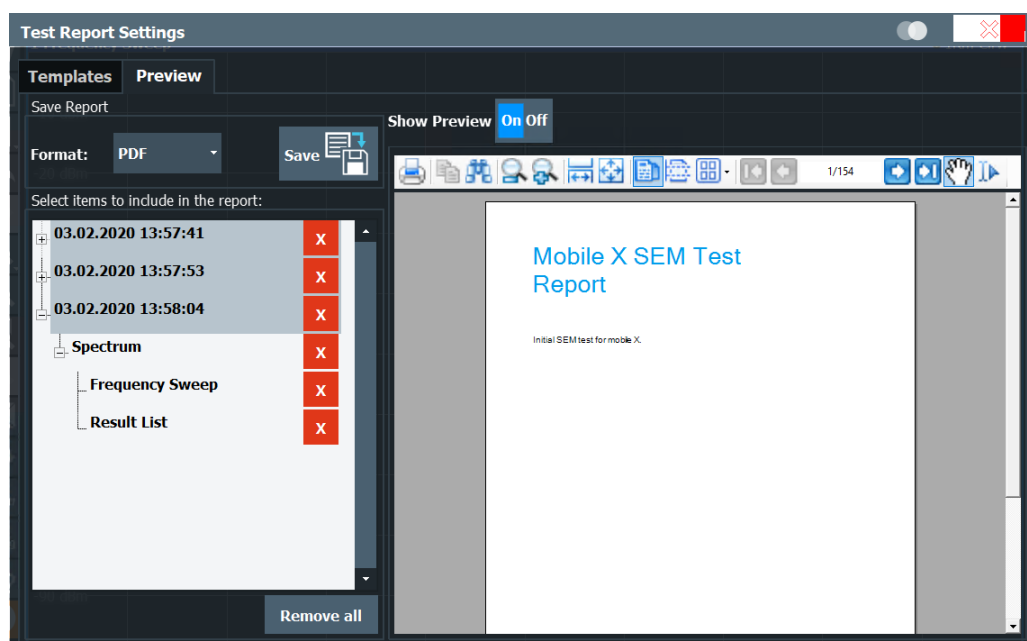 Test Report Settings
Templates Preview
Save Report
Show Preview On Off
Format: PDF Save
1/154
Select items to include in the report:
03.02.2020 13:57:41 X
03.02.2020 13:57:53 X
03.02.2020 13:58:04 X
Spectrum X
Frequency Sweep X
Result List X
Remove all
Mobile X SEM Test
Report
Initial SEM test for mobile X.